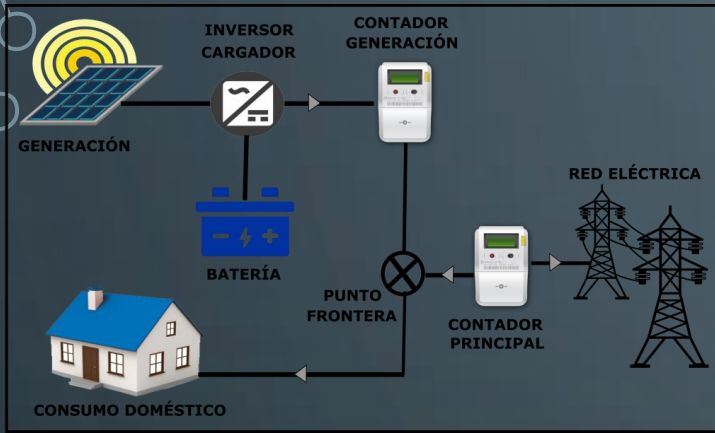 INVERSOR
CARGADOR
CONTADOR
GENERACIÓN
GENERACIÓN
RED ELÉCTRICA
BATERÍA
PUNTO
FRONTERA
CONTADOR
PRINCIPAL
CONSUMO DOMÉSTICO